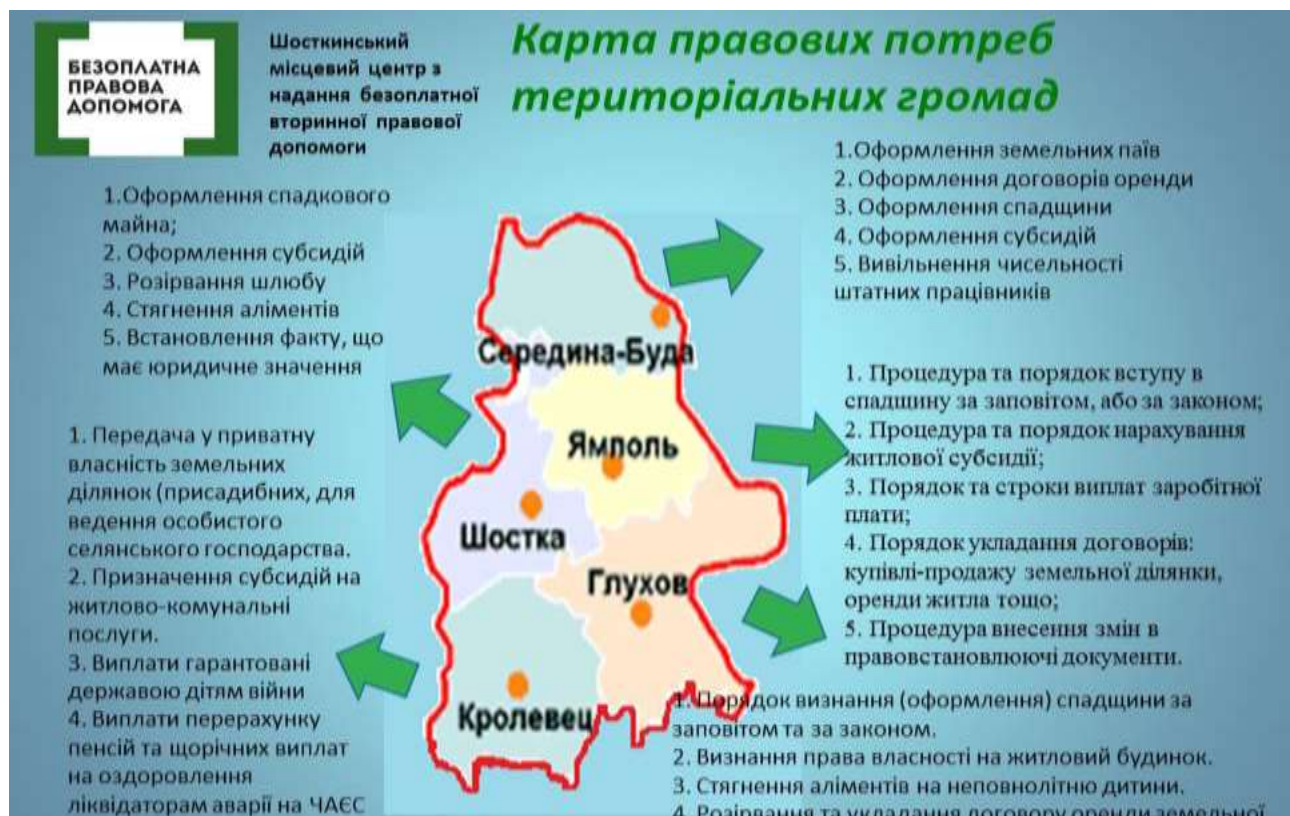 БЕЗОПЛАТНА
ПРАВОВА
ДОПОМОГА
Шосткинський
місцевий центр з
надання безоплатної
вторинної правової
допомоги
Карта правових потреб
територіальних громад
1.Оформлення спадкового
майна;
2. Оформлення субсидій
3. Розірвання шлюбу
4. Стягнення аліментів
5. Встановлення факту, що
має юридичне значення
1.Оформлення земельних паїв
2. Оформлення договорів оренди
3. Оформлення спадщини
4. Оформлення субсидій
5. Вивільнення чисельності
штатних працівників
Середина-Буда
Ямполь
Шостка
Глухов
Кролевец
1. Передача у приватну
власність земельних
ділянок (присадибних, для
ведення особистого
селянського господарства.
2. Призначення субсидій на
житлово-комунальні
послуги.
3. Виплати гарантовані
державою дітям війни
4. Виплати перерахунку
пенсій та щорічних виплат
на оздоровлення
ліквідаторам аварії на ЧАЄС
1. Процедура та порядок вступу в
спадщину за заповітом, або за законом;
2. Процедура та порядок нарахування
житлової субсидії;
3. Порядок та строки виплат заробітної
плати;
4. Порядок укладання договорів:
купівлі-продажу земельної ділянки,
оренди житла тощо;
5. Процедура внесення змін в
правовстановлюючі документи.
1. Порядок визнання (оформлення) спадщини за
заповітом та за законом.
2. Визнання права власності на житловий будинок.
3. Стягнення аліментів на неповнолітню дитини.
4. Розірвання та укладання договору оренди земельної